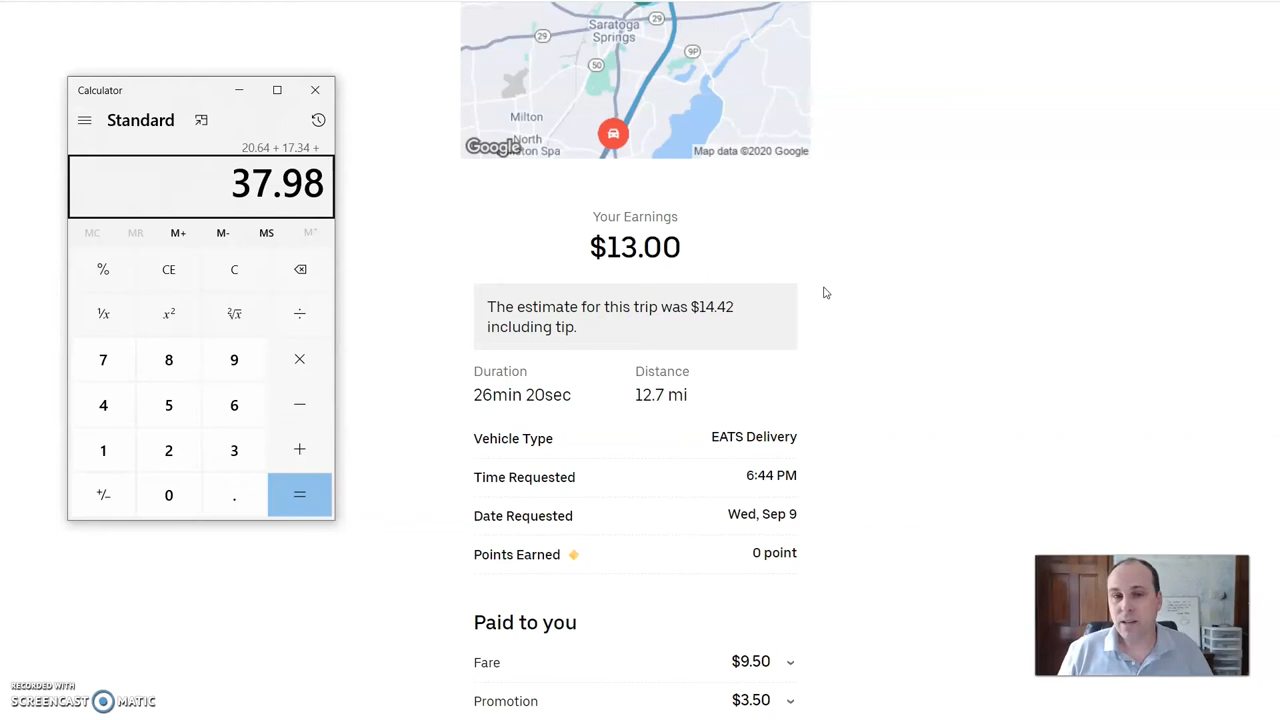 Calculator
Standard
20.64 + 17.34 +
37.98
MC MR M+ M- MS M˅
% CE C
¹/x x² ²√x ÷
7 8 9 ×
4 5 6 −
1 2 3 +
+/− 0 . =
29
Saratoga
Springs
29
9P
50
Milton
North
ton Spa
Google
Map data ©2020 Google
Your Earnings
$13.00
The estimate for this trip was $14.42
including tip.
Duration Distance
26min 20sec 12.7 mi
Vehicle Type EATS Delivery
Time Requested 6:44 PM
Date Requested Wed, Sep 9
Points Earned 0 point
Paid to you
Fare $9.50
Promotion $3.50
RECORDED WITH
SCREENCAST MATIC